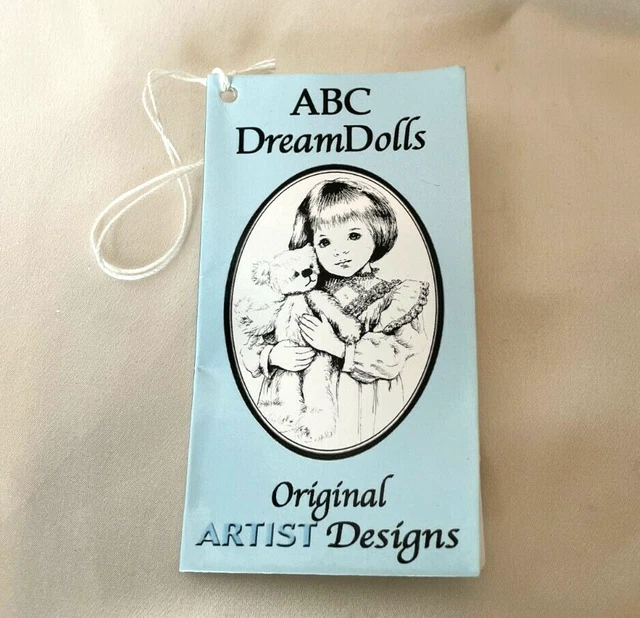 ABC
DreamDolls
Original
ARTIST Designs